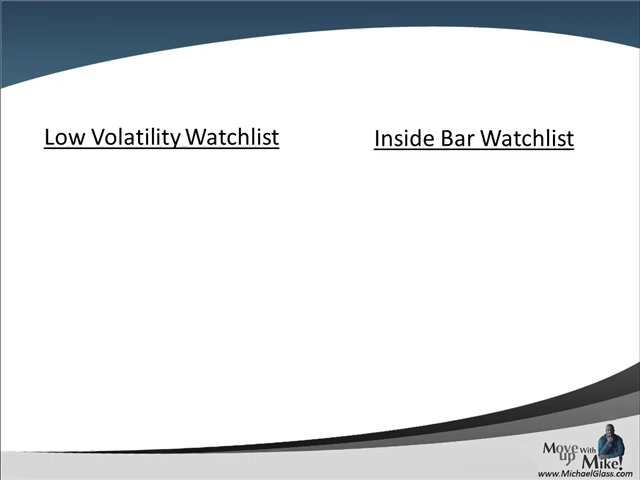 Low Volatility Watchlist
Inside Bar Watchlist
Move up With Mike!
www.MichaelGlass.com